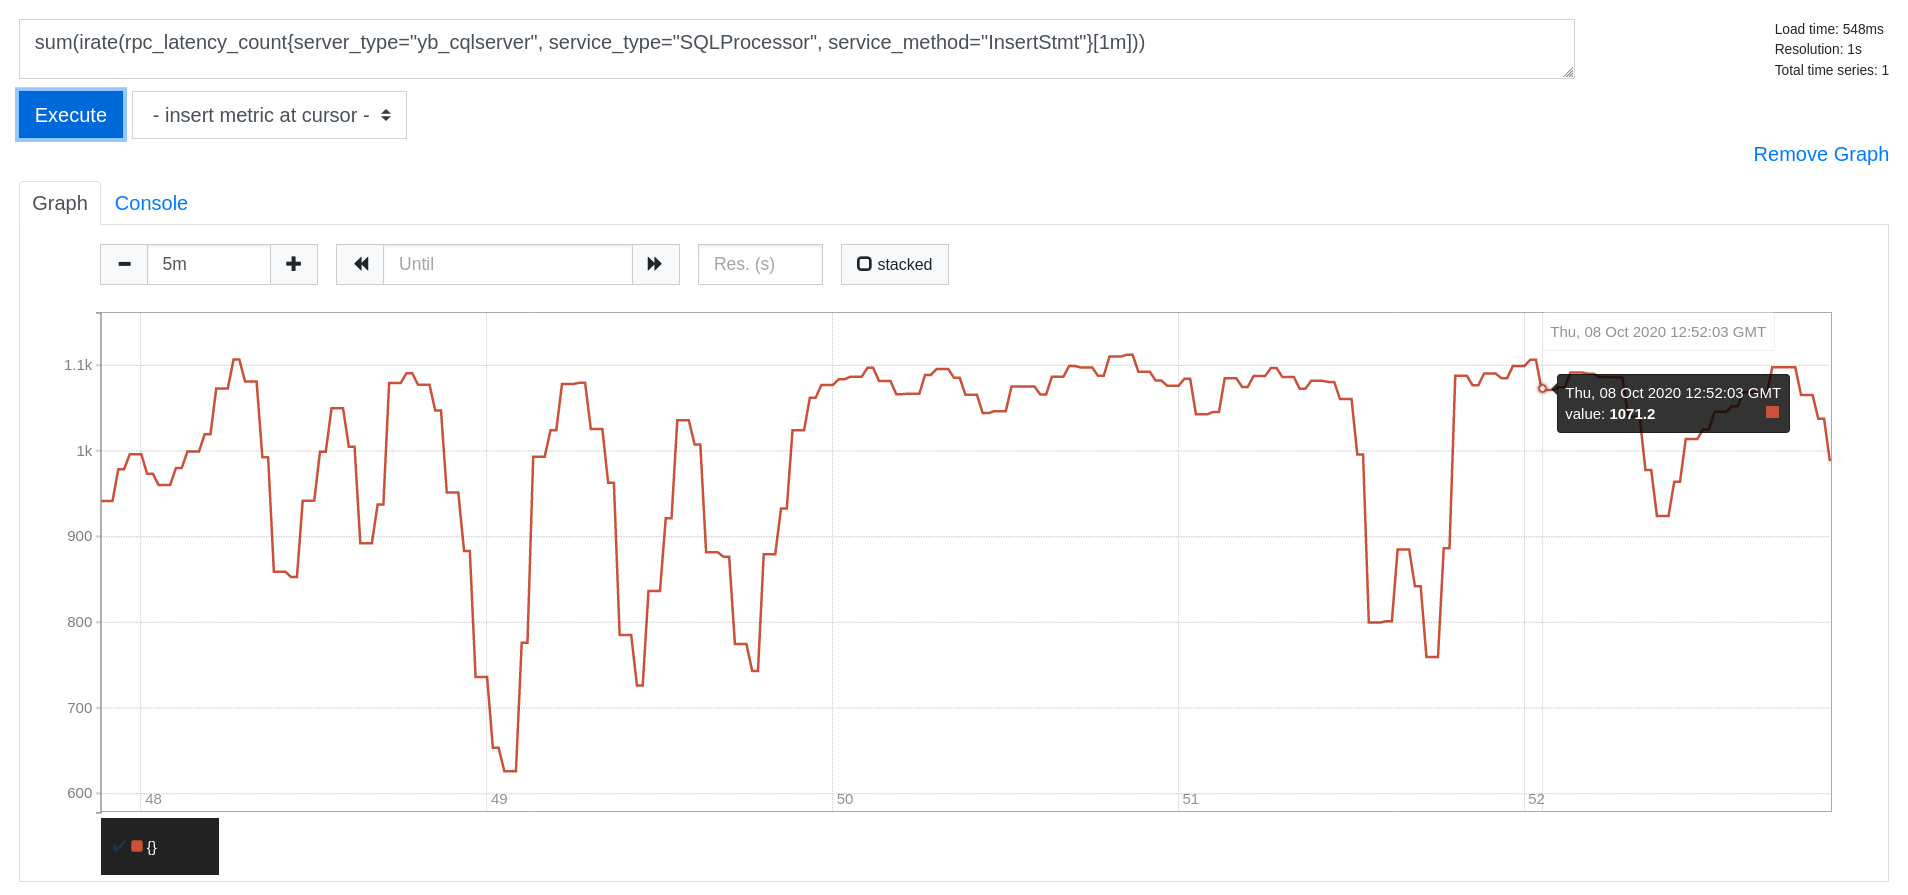 sum(irate(rpc_latency_count{server_type="yb_cqlserver", service_type="SQLProcessor", service_method="InsertStmt"}[1m]))
Load time: 548ms
Resolution: 1s
Total time series: 1
Execute
- insert metric at cursor -
Remove Graph
Graph
Console
5m
Until
Res. (s)
stacked
Thu, 08 Oct 2020 12:52:03 GMT
1.1k
Thu, 08 Oct 2020 12:52:03 GMT
value: 1071.2
1k
900
800
700
600
48
49
50
51
52
{}